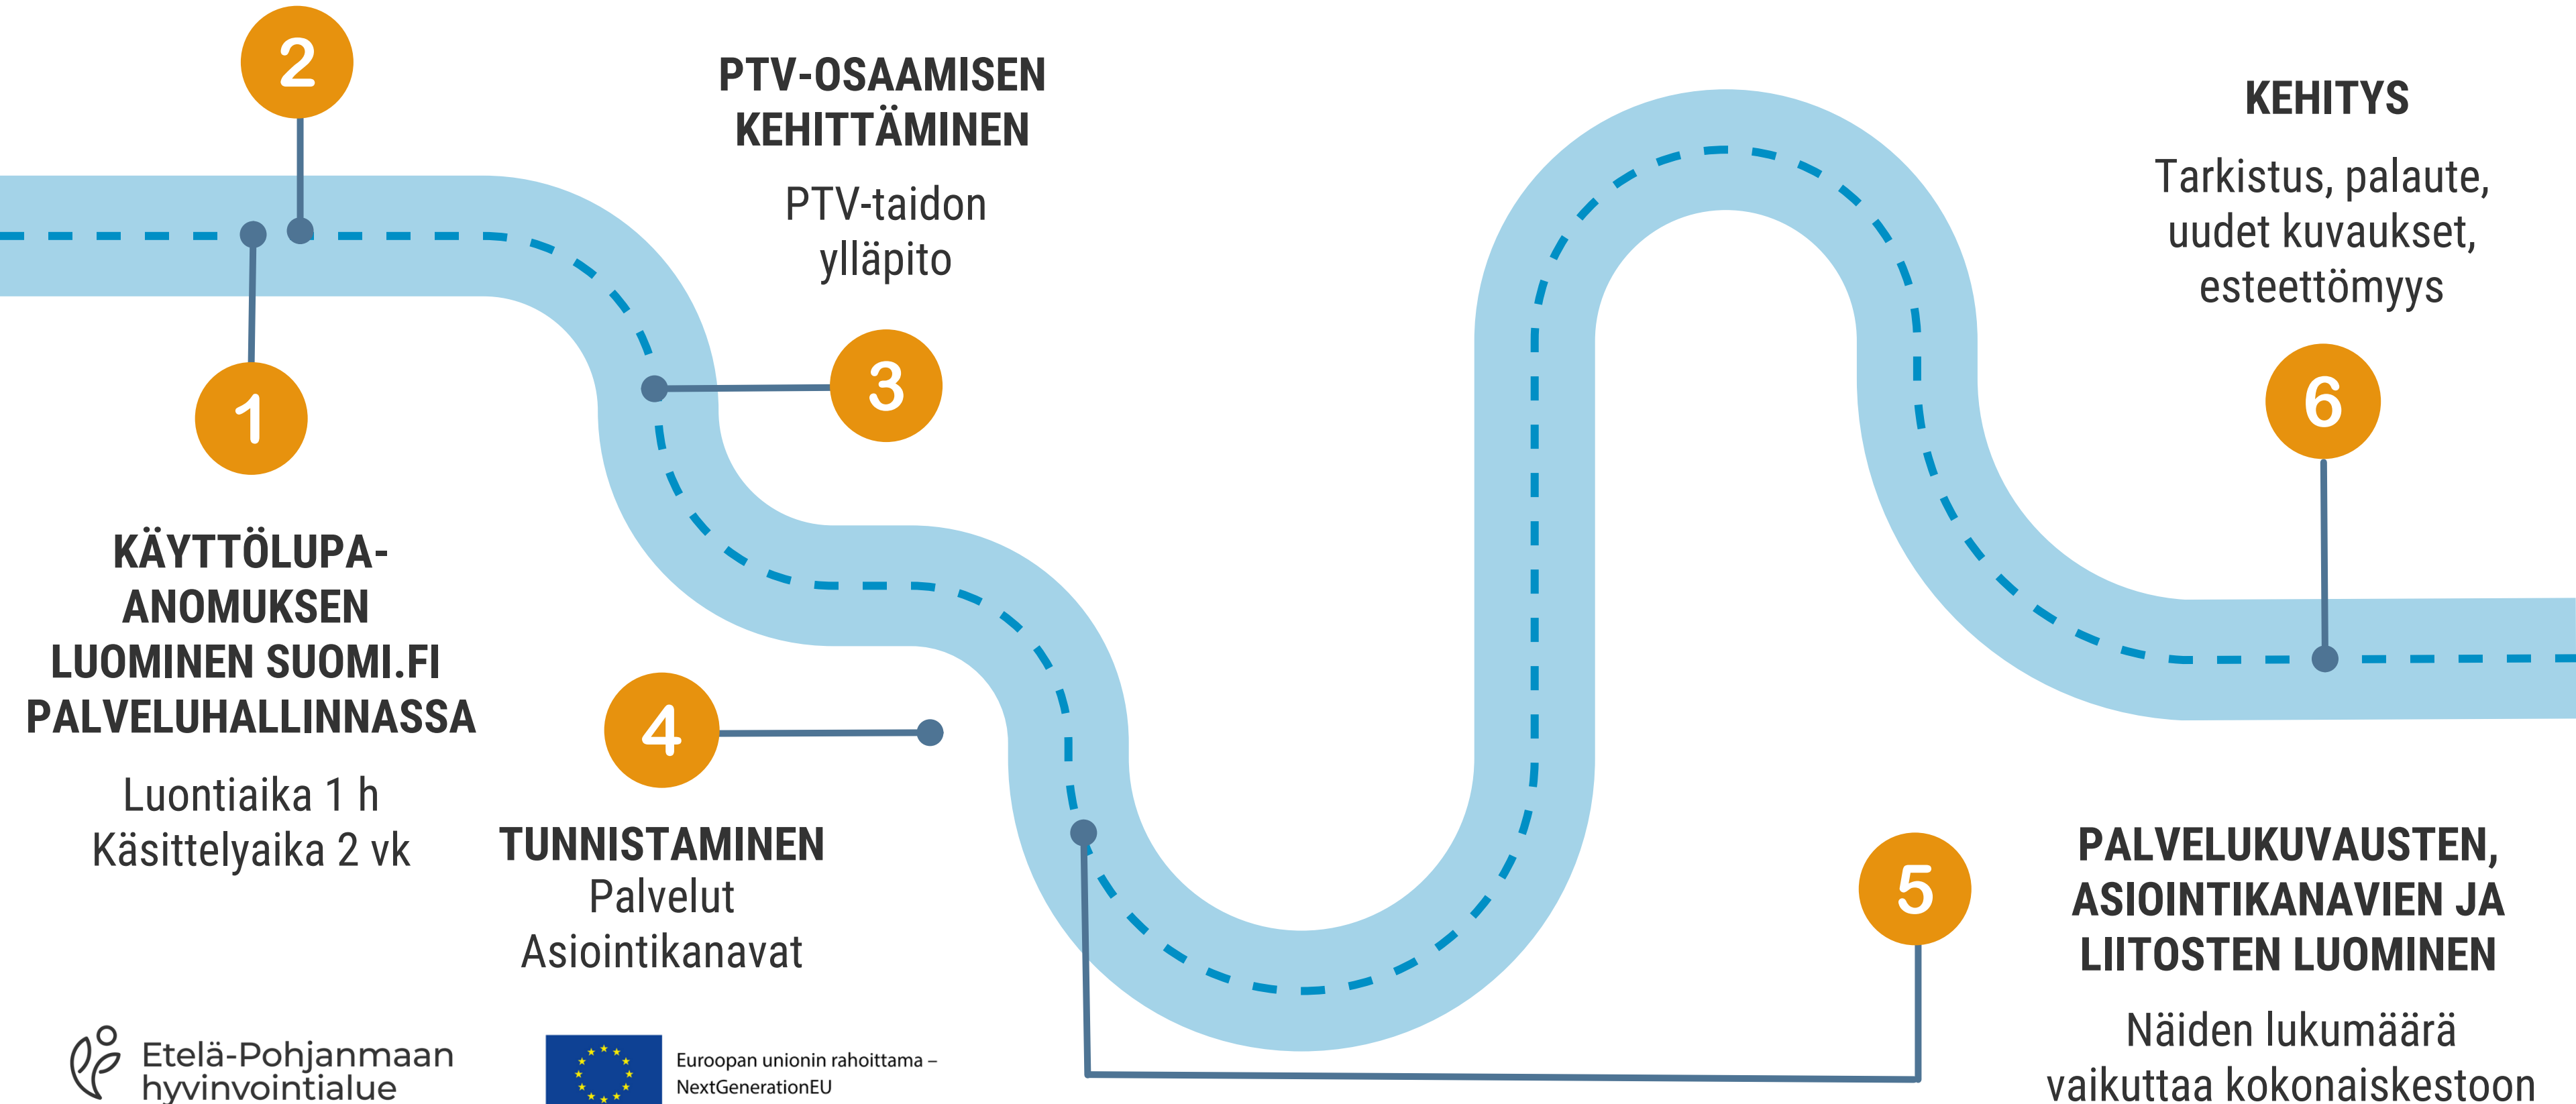 2
1
KÄYTTÖLUPA-
ANOMUKSEN
LUOMINEN SUOMI.FI
PALVELUHALLINNASSA
Luontiaika 1 h
Käsittelyaika 2 vk
PTV-OSAAMISEN
KEHITTÄMINEN
PTV-taidon
ylläpito
3
4
TUNNISTAMINEN
Palvelut
Asiointikanavat
5
PALVELUKUVAUSTEN,
ASIOINTIKANAVIEN JA
LIITOSTEN LUOMINEN
Näiden lukumäärä
vaikuttaa kokonaiskestoon
KEHITYS
Tarkistus, palaute,
uudet kuvaukset,
esteettömyys
6
Etelä-Pohjanmaan
hyvinvointialue
Euroopan unionin rahoittama –
NextGenerationEU